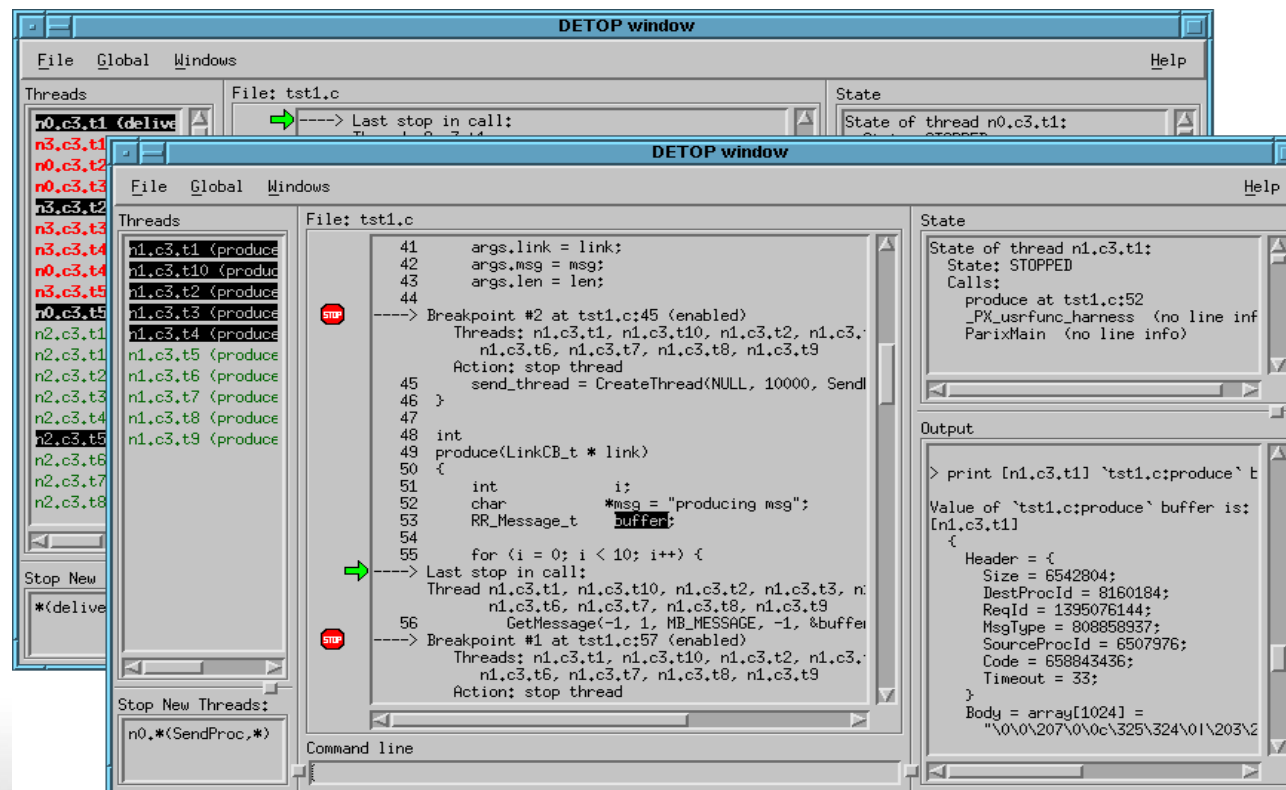 DETOP window
File Global Windows Help
Threads
n0.c3.t1 (delive
n3.c3.t1
n0.c3.t2
n0.c3.t3
n3.c3.t2
n3.c3.t3
n3.c3.t4
n0.c3.t4
n3.c3.t5
n0.c3.t5
n2.c3.t1
n2.c3.t1
n2.c3.t2
n2.c3.t3
n2.c3.t4
n2.c3.t5
n2.c3.t6
n2.c3.t7
n2.c3.t8
Stop New
*(delive
File: tst1.c
----> Last stop in call:
State
State of thread n0.c3.t1:
DETOP window
File Global Windows Help
Threads
n1.c3.t1 (produce
n1.c3.t10 (produc
n1.c3.t2 (produce
n1.c3.t3 (produce
n1.c3.t4 (produce
n1.c3.t5 (produce
n1.c3.t6 (produce
n1.c3.t7 (produce
n1.c3.t8 (produce
n1.c3.t9 (produce
Stop New Threads:
n0.*(SendProc,*)
File: tst1.c
41 args.link = link;
42 args.msg = msg;
43 args.len = len;
44
STOP ----> Breakpoint #2 at tst1.c:45 (enabled)
Threads: n1.c3.t1, n1.c3.t10, n1.c3.t2, n1.c3.
n1.c3.t6, n1.c3.t7, n1.c3.t8, n1.c3.t9
Action: stop thread
45 send_thread = CreateThread(NULL, 10000, Send
46 }
47
48 int
49 produce(LinkCB_t * link)
50 {
51 int i;
52 char *msg = "producing msg";
53 RR_Message_t buffer;
54
55 for (i = 0; i < 10; i++) {
----> Last stop in call:
Thread n1.c3.t1, n1.c3.t10, n1.c3.t2, n1.c3.t3, n
n1.c3.t6, n1.c3.t7, n1.c3.t8, n1.c3.t9
56 GetMessage(-1, 1, MB_MESSAGE, -1, &buffer
STOP ----> Breakpoint #1 at tst1.c:57 (enabled)
Threads: n1.c3.t1, n1.c3.t10, n1.c3.t2, n1.c3.
n1.c3.t6, n1.c3.t7, n1.c3.t8, n1.c3.t9
Action: stop thread
Command line
State
State of thread n1.c3.t1:
State: STOPPED
Calls:
produce at tst1.c:52
_PX_usrfunc_harness (no line inf
ParixMain (no line info)
Output
> print [n1.c3.t1] `tst1.c:produce` b
Value of `tst1.c:produce` buffer is:
[n1.c3.t1]
{
Header = {
Size = 6542804;
DestProcId = 8160184;
ReqId = 1395076144;
MsgType = 808858937;
SourceProcId = 6507976;
Code = 658843436;
Timeout = 33;
}
Body = array[1024] =
"\0\0\207\0\0c\325\324\0|\203\2